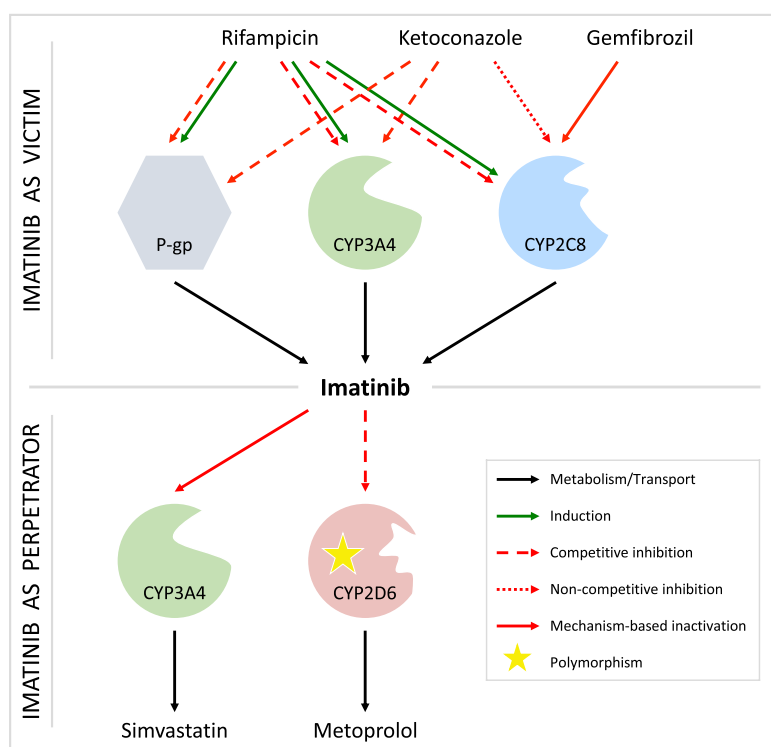 Rifampicin Ketoconazole Gemfibrozil
IMATINIB AS VICTIM
P-gp CYP3A4 CYP2C8
Imatinib
IMATINIB AS PERPETRATOR
CYP3A4 CYP2D6
Simvastatin Metoprolol
Metabolism/Transport
Induction
Competitive inhibition
Non-competitive inhibition
Mechanism-based inactivation
Polymorphism